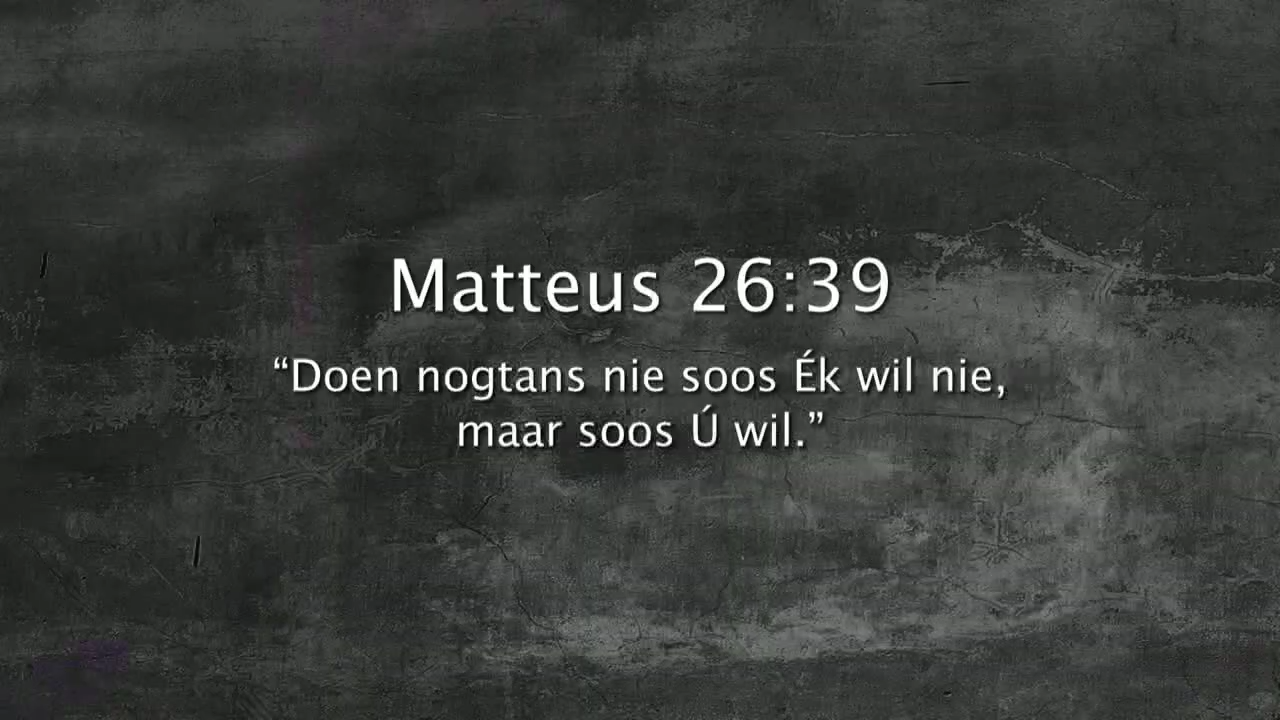 Matteus 26:39
“Doen nogtans nie soos Ék wil nie,
maar soos Ú wil.”